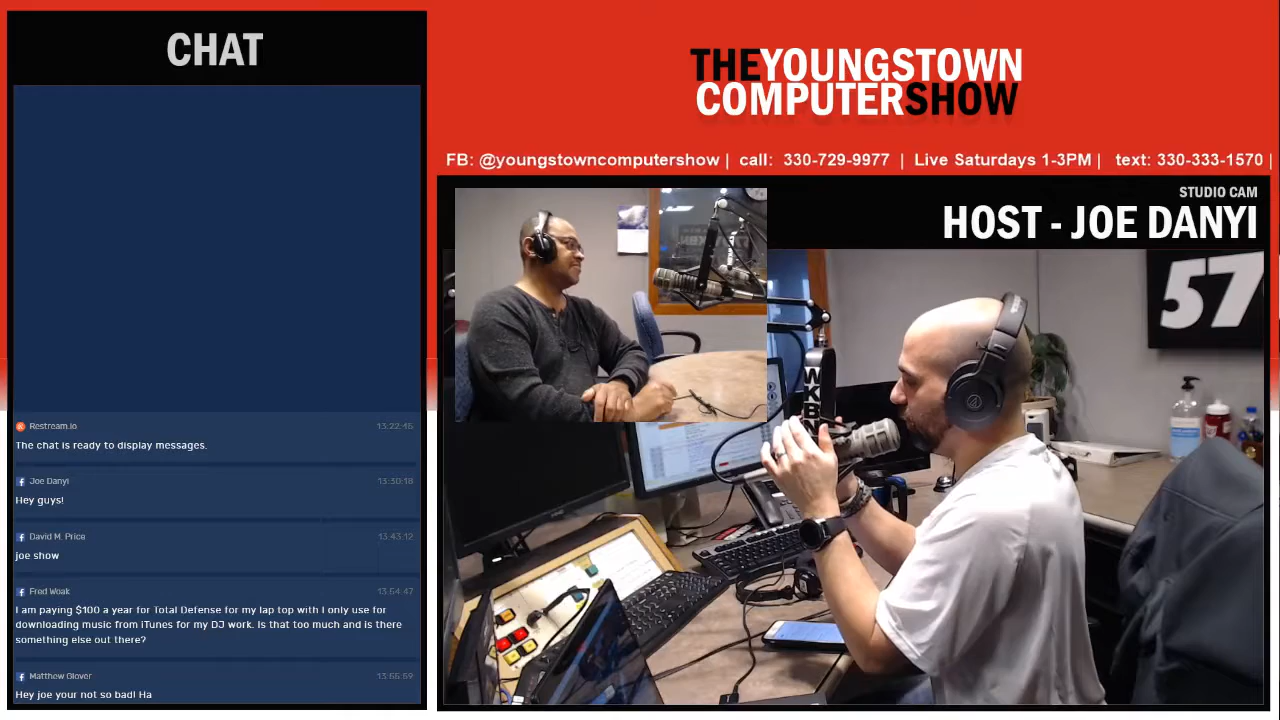 CHAT
Restream.io 13:22:45
The chat is ready to display messages.
Joe Danyi 13:30:18
Hey guys!
David M. Price 13:43:12
joe show
Fred Woak 13:54:47
I am paying $100 a year for Total Defense for my lap top with I only use for
downloading music from iTunes for my DJ work. Is that too much and is there
something else out there?
Matthew Glover 13:55:59
Hey joe your not so bad! Ha
THEYOUNGSTOWN
COMPUTERSHOW
FB: @youngstowncomputershow | call: 330-729-9977 | Live Saturdays 1-3PM | text: 330-333-1570 |
STUDIO CAM
HOST - JOE DANYI
57
WKBN